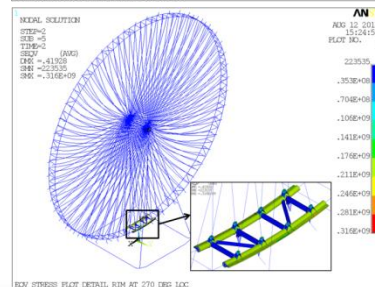 1
NODAL SOLUTION
STEP=2
SUB =5
TIME=2
SEQV (AVG)
DMX =.41928
SMN =223535
SMX =.316E+09
AN
AUG 12 201
15:24:5
PLOT NO.
223535
.353E+08
.704E+08
.106E+09
.141E+09
.176E+09
.211E+09
.246E+09
.281E+09
.316E+09
EQV STRESS PLOT DETAIL RIM AT 270 DEG LOC